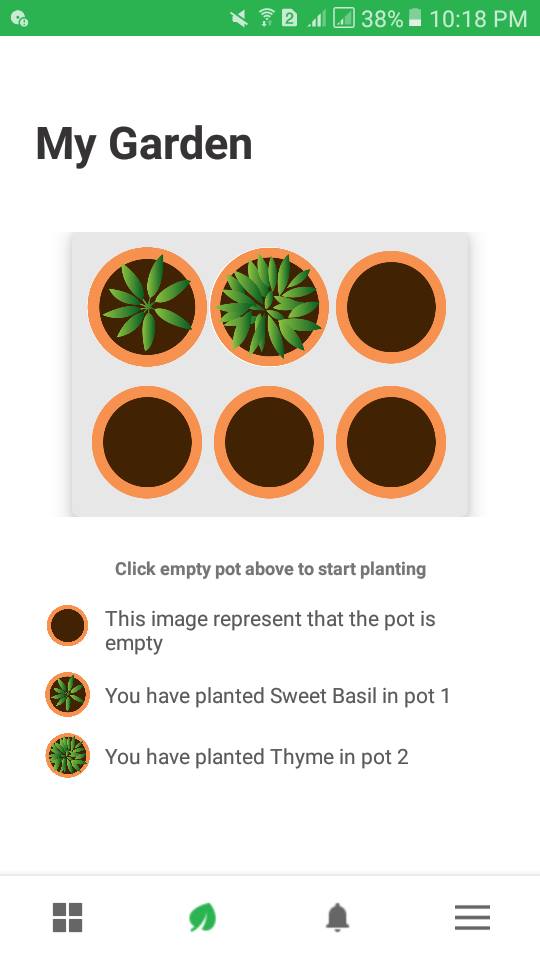 2 38% 10:18 PM
My Garden
Click empty pot above to start planting
This image represent that the pot is
empty
You have planted Sweet Basil in pot 1
You have planted Thyme in pot 2